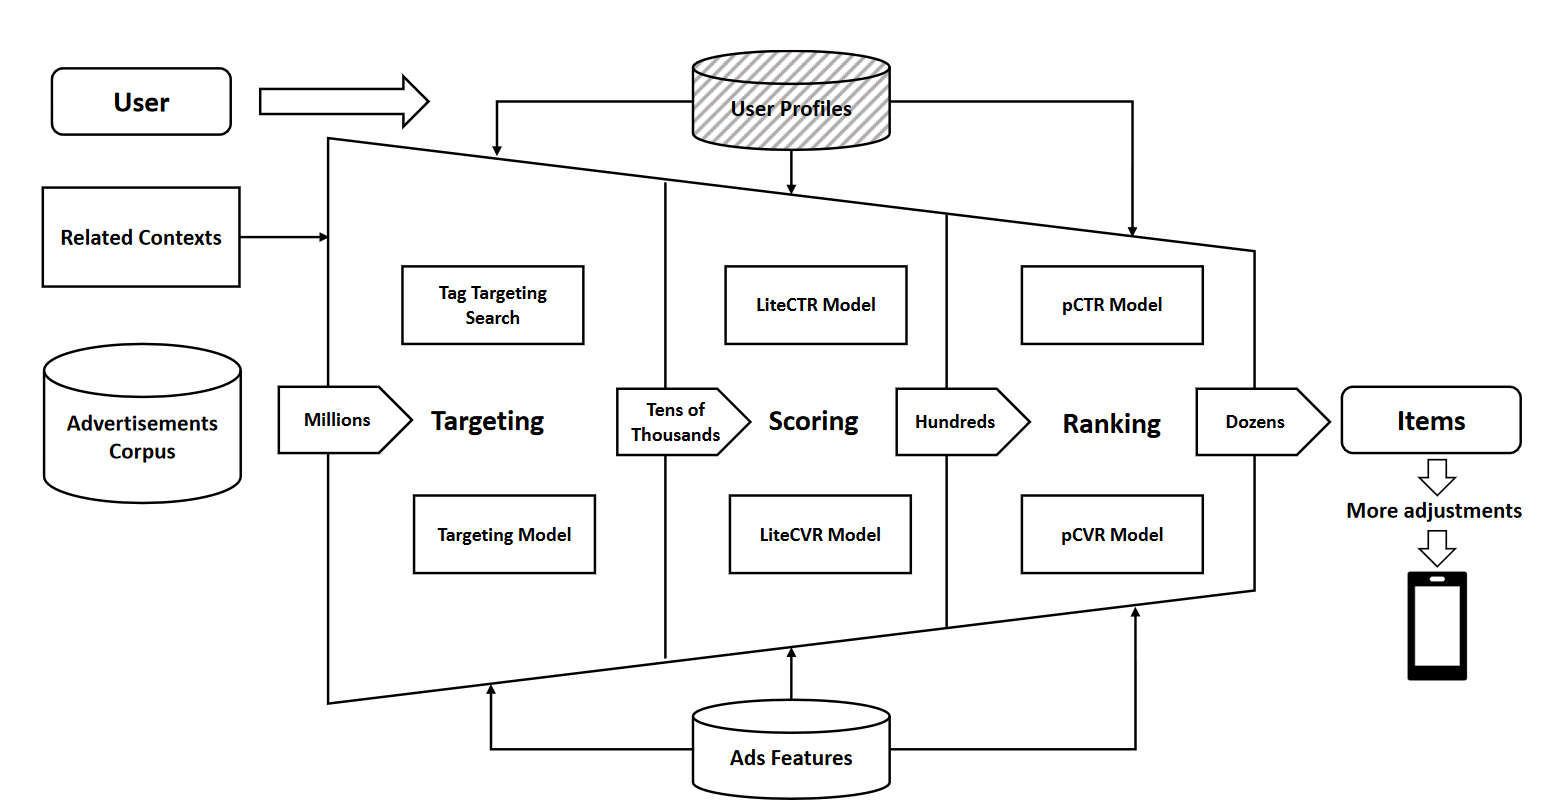 User
User Profiles
Related Contexts
Tag Targeting
Search
LiteCTR Model
pCTR Model
Advertisements
Corpus
Millions
Targeting
Tens of
Thousands
Scoring
Hundreds
Ranking
Dozens
Items
Targeting Model
LiteCVR Model
pCVR Model
More adjustments
Ads Features